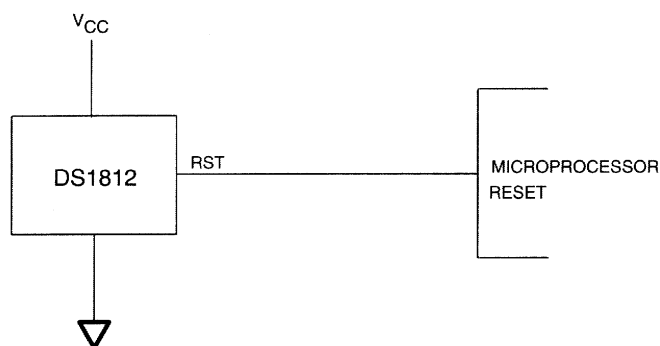 VCC
DS1812
RST
MICROPROCESSOR
RESET